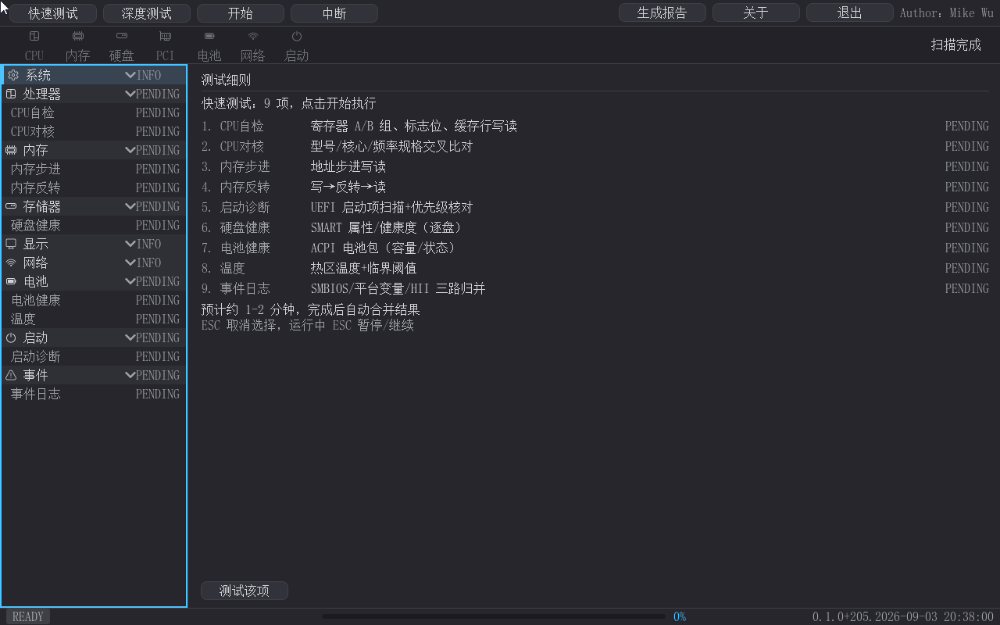 快速测试 深度测试 开始 中断 生成报告 关于 退出 Author: Mike Wu
CPU 内存 硬盘 PCI 电池 网络 启动 扫描完成
系统 INFO
处理器 PENDING
CPU自检 PENDING
CPU对核 PENDING
内存 PENDING
内存步进 PENDING
内存反转 PENDING
存储器 PENDING
硬盘健康 PENDING
显示 INFO
网络 INFO
电池 PENDING
电池健康 PENDING
温度 PENDING
启动 PENDING
启动诊断 PENDING
事件 PENDING
事件日志 PENDING
测试细则
快速测试: 9 项, 点击开始执行
1. CPU自检 寄存器 A/B 组、标志位、缓存行写读 PENDING
2. CPU对核 型号/核心/频率规格交叉比对 PENDING
3. 内存步进 地址步进写读 PENDING
4. 内存反转 写→反转→读 PENDING
5. 启动诊断 UEFI 启动项扫描+优先级核对 PENDING
6. 硬盘健康 SMART 属性/健康度（逐盘） PENDING
7. 电池健康 ACPI 电池包（容量/状态） PENDING
8. 温度 热区温度+临界阈值 PENDING
9. 事件日志 SMBIOS/平台变量/HII 三路归并 PENDING
预计约 1-2 分钟, 完成后自动合并结果
ESC 取消选择, 运行中 ESC 暂停/继续
测试该项
READY 0% 0.1.0+205.2026-09-03 20:38:00